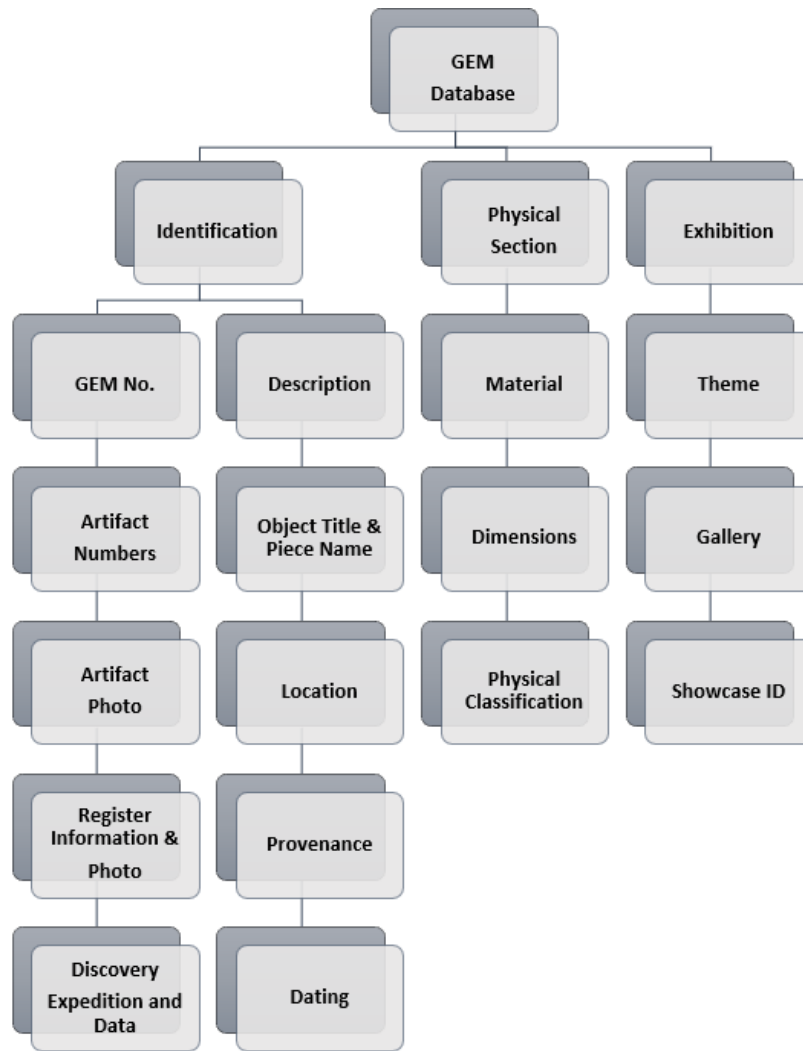 GEM
Database
Identification
Physical
Section
Exhibition
GEM No.
Description
Material
Theme
Artifact
Numbers
Object Title &
Piece Name
Dimensions
Gallery
Artifact
Photo
Location
Physical
Classification
Showcase ID
Register
Information &
Photo
Provenance
Discovery
Expedition and
Data
Dating